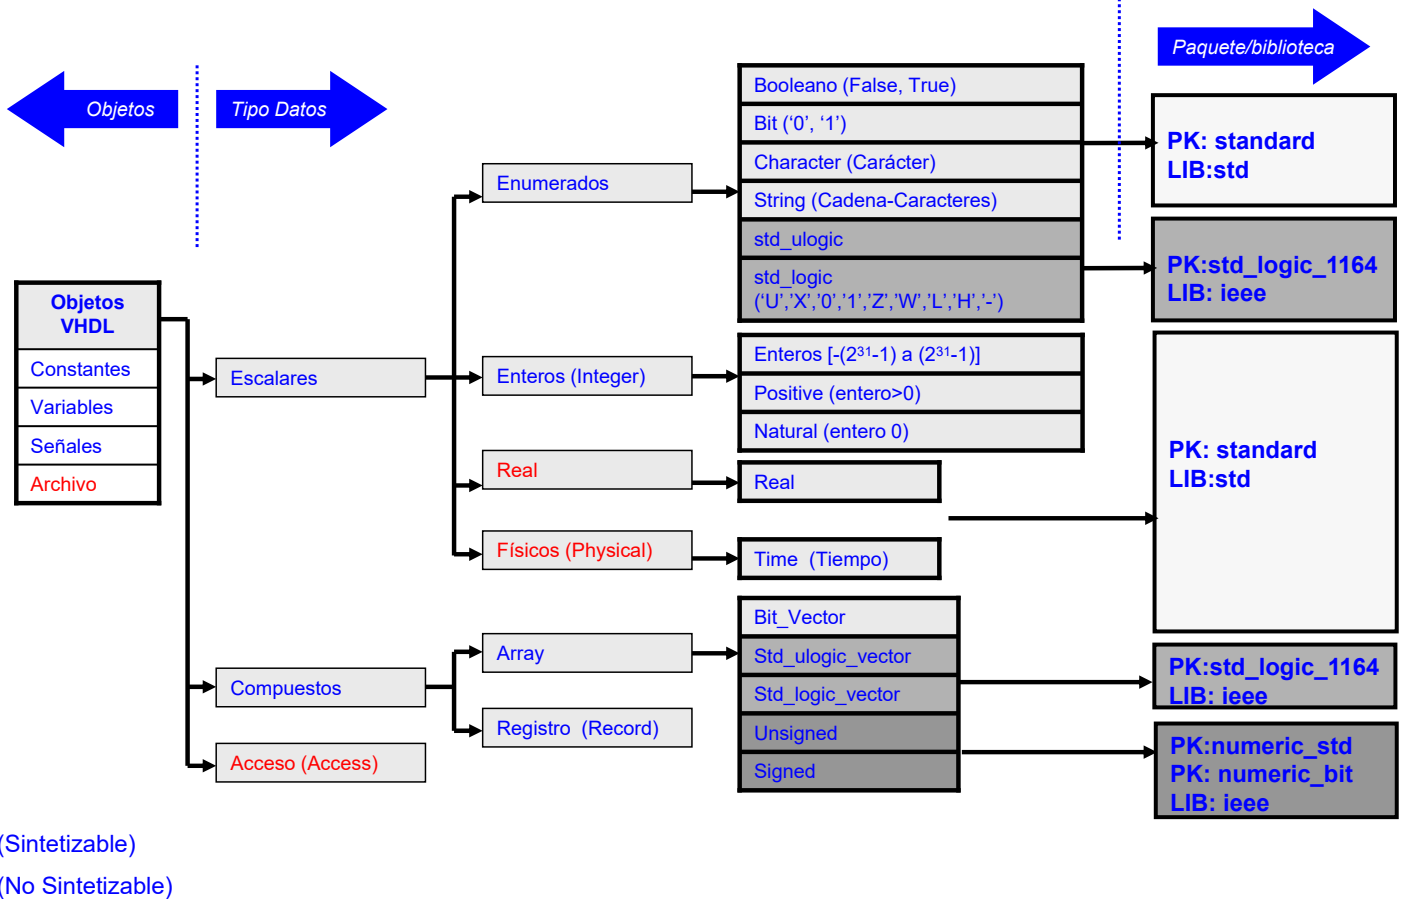 Paquete/biblioteca
Objetos
Tipo Datos
Booleano (False, True)
Bit (‘0’, ‘1’)
Character (Carácter)
String (Cadena-Caracteres)
std_ulogic
std_logic
(‘U’,’X’,’0’,’1’,’Z’,’W’,’L’,’H’,’-’)
PK: standard
LIB:std
PK:std_logic_1164
LIB: ieee
Enumerados
Objetos
VHDL
Constantes
Variables
Señales
Archivo
Escalares
Enteros (Integer)
Enteros [-(2³¹-1) a (2³¹-1)]
Positive (entero>0)
Natural (entero 0)
Real
Real
Físicos (Physical)
Time (Tiempo)
PK: standard
LIB:std
Compuestos
Array
Registro (Record)
Bit_Vector
Std_ulogic_vector
Std_logic_vector
Unsigned
Signed
PK:std_logic_1164
LIB: ieee
PK:numeric_std
PK: numeric_bit
LIB: ieee
Acceso (Access)
(Sintetizable)
(No Sintetizable)